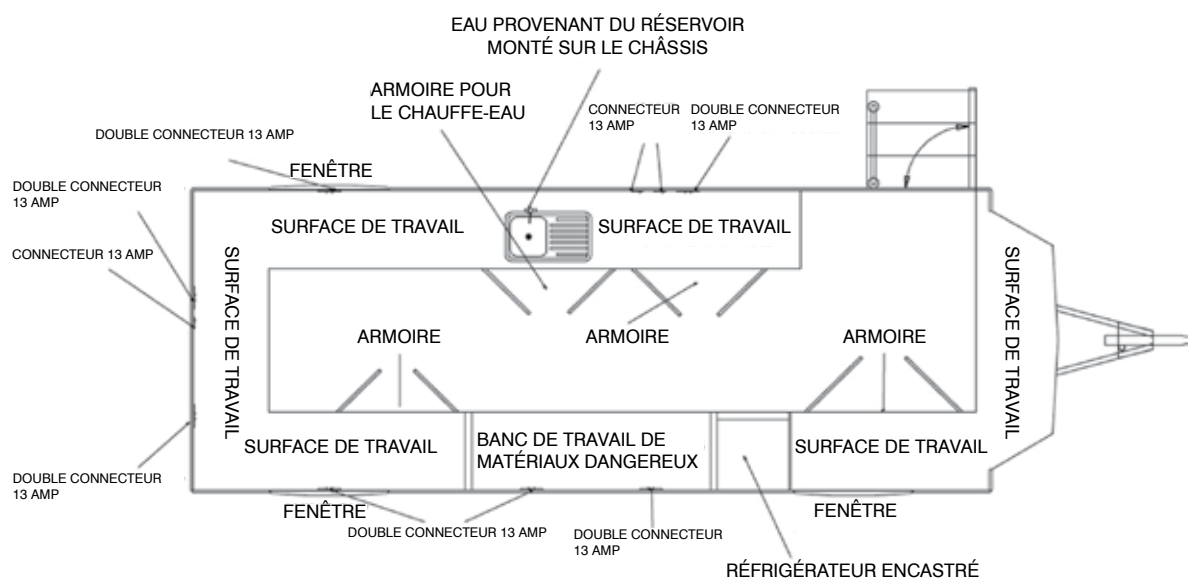 EAU PROVENANT DU RÉSERVOIR
MONTÉ SUR LE CHÂSSIS
ARMOIRE POUR
LE CHAUFFE-EAU
CONNECTEUR
13 AMP
DOUBLE CONNECTEUR
13 AMP
DOUBLE CONNECTEUR 13 AMP
FENÊTRE
DOUBLE CONNECTEUR
13 AMP
CONNECTEUR 13 AMP
SURFACE DE TRAVAIL
SURFACE DE TRAVAIL
SURFACE DE TRAVAIL
SURFACE DE TRAVAIL
ARMOIRE
ARMOIRE
ARMOIRE
SURFACE DE TRAVAIL
BANC DE TRAVAIL DE
MATÉRIAUX DANGEREUX
SURFACE DE TRAVAIL
DOUBLE CONNECTEUR
13 AMP
FENÊTRE
DOUBLE CONNECTEUR 13 AMP
DOUBLE CONNECTEUR
13 AMP
FENÊTRE
RÉFRIGÉRATEUR ENCASTRÉ